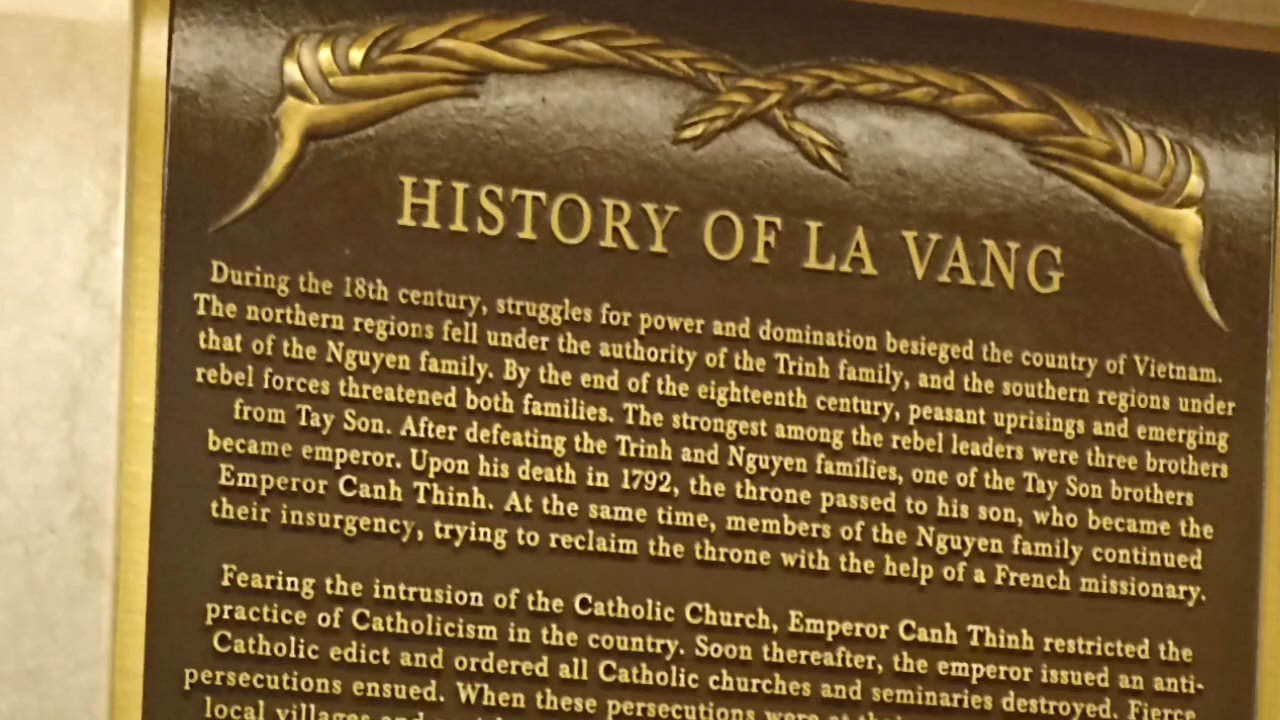 HISTORY OF LA VANG
During the 18th century, struggles for power and domination besieged the country of Vietnam.
The northern regions fell under the authority of the Trinh family, and the southern regions under
that of the Nguyen family. By the end of the eighteenth century, peasant uprisings and emerging
rebel forces threatened both families. The strongest among the rebel leaders were three brothers
from Tay Son. After defeating the Trinh and Nguyen families, one of the Tay Son brothers
became emperor. Upon his death in 1792, the throne passed to his son, who became the
Emperor Canh Thinh. At the same time, members of the Nguyen family continued
their insurgency, trying to reclaim the throne with the help of a French missionary.
Fearing the intrusion of the Catholic Church, Emperor Canh Thinh restricted the
practice of Catholicism in the country. Soon thereafter, the emperor issued an anti-
Catholic edict and ordered all Catholic churches and seminaries destroyed. Fierce
persecutions ensued. When these persecutions were at
local villages and